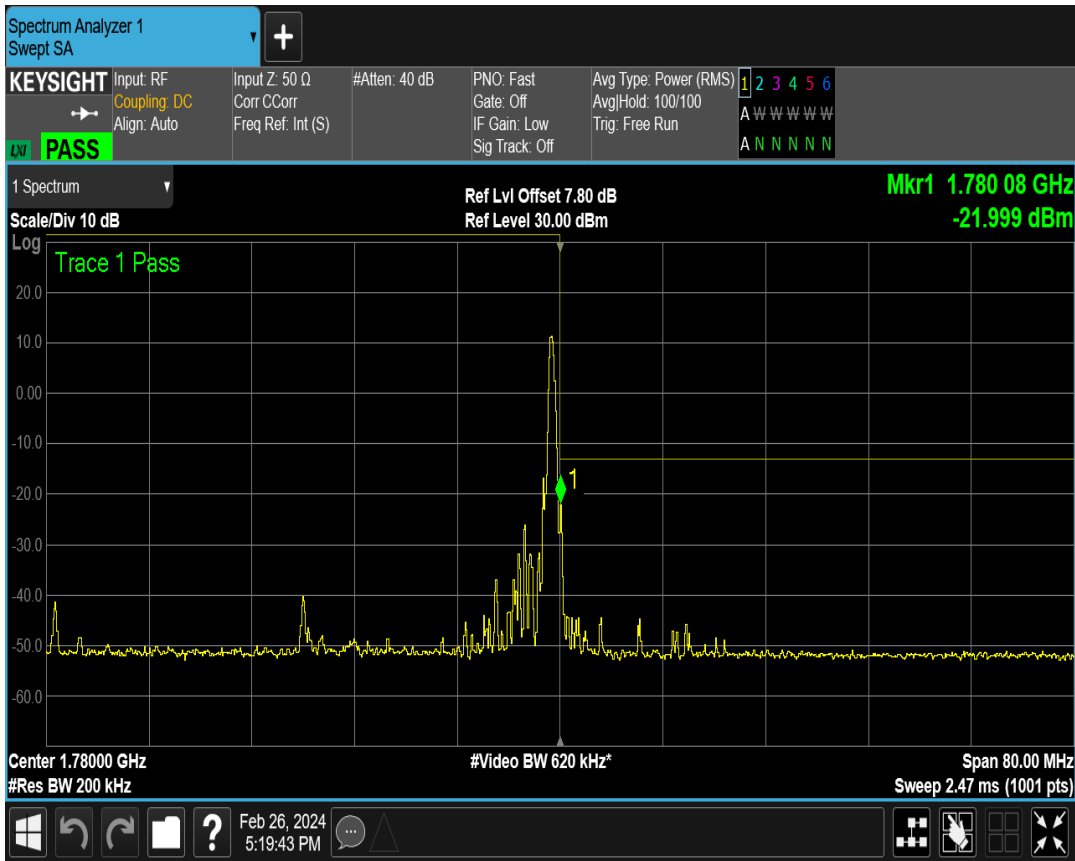 Spectrum Analyzer 1
Swept SA
KEYSIGHT
LXI PASS
Input: RF
Coupling: DC
Align: Auto
Input Z: 50 Ω
Corr CCorr
Freq Ref: Int (S)
#Atten: 40 dB
PNO: Fast
Gate: Off
IF Gain: Low
Sig Track: Off
Avg Type: Power (RMS)
Avg|Hold: 100/100
Trig: Free Run
1 2 3 4 5 6
A W W W W W
A N N N N N
1 Spectrum
Scale/Div 10 dB
Ref Lvl Offset 7.80 dB
Ref Level 30.00 dBm
Mkr1 1.780 08 GHz
-21.999 dBm
Log
Trace 1 Pass
20.0
10.0
0.00
-10.0
1
-20.0
-30.0
-40.0
-50.0
-60.0
Center 1.78000 GHz
#Video BW 620 kHz*
Span 80.00 MHz
#Res BW 200 kHz
Sweep 2.47 ms (1001 pts)
?
Feb 26, 2024
5:19:43 PM